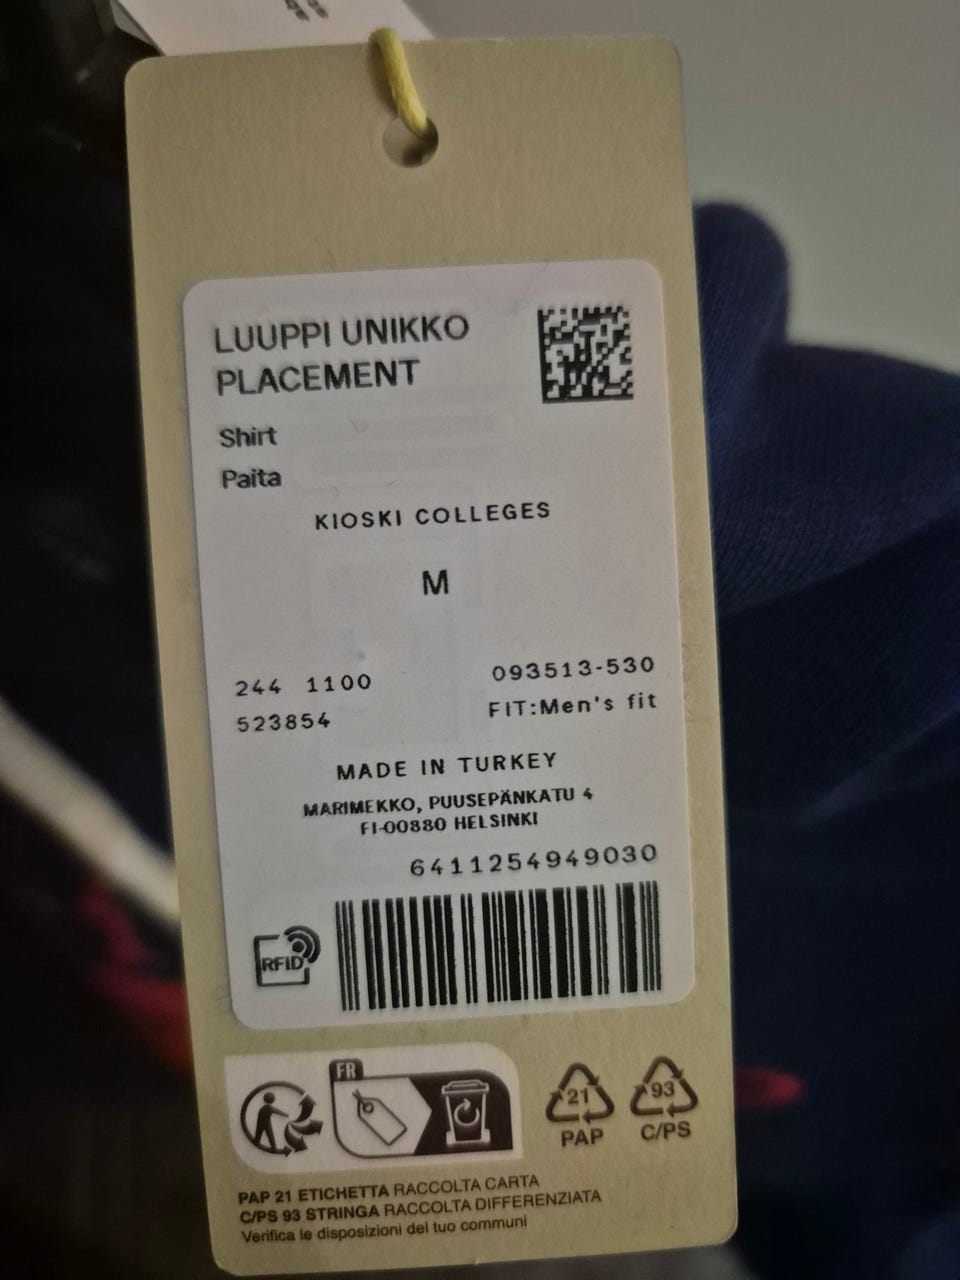 LUUPPI UNIKKO
PLACEMENT
Shirt
Paita
KIOSKI COLLEGES
M
244 1100
093513-530
523854
FIT:Men's fit
MADE IN TURKEY
MARIMEKKO, PUUSEPÄNKATU 4
FI-00880 HELSINKI
6411254949030
RFID
FR
21
PAP
93
C/PS
PAP 21 ETICHETTA RACCOLTA CARTA
C/PS 93 STRINGA RACCOLTA DIFFERENZIATA
Verifica le disposizioni del tuo communi